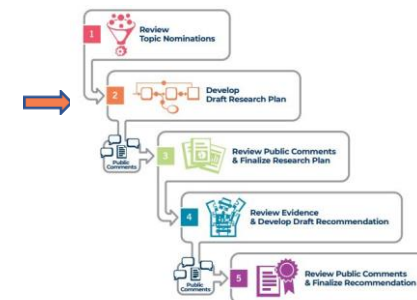 1
Review
Topic Nominations
2
Develop
Draft Research Plan
Public
Comments
3
Review Public Comments
& Finalize Research Plan
4
Review Evidence
& Develop Draft Recommendation
Public
Comments
5
Review Public Comments
& Finalize Recommendation